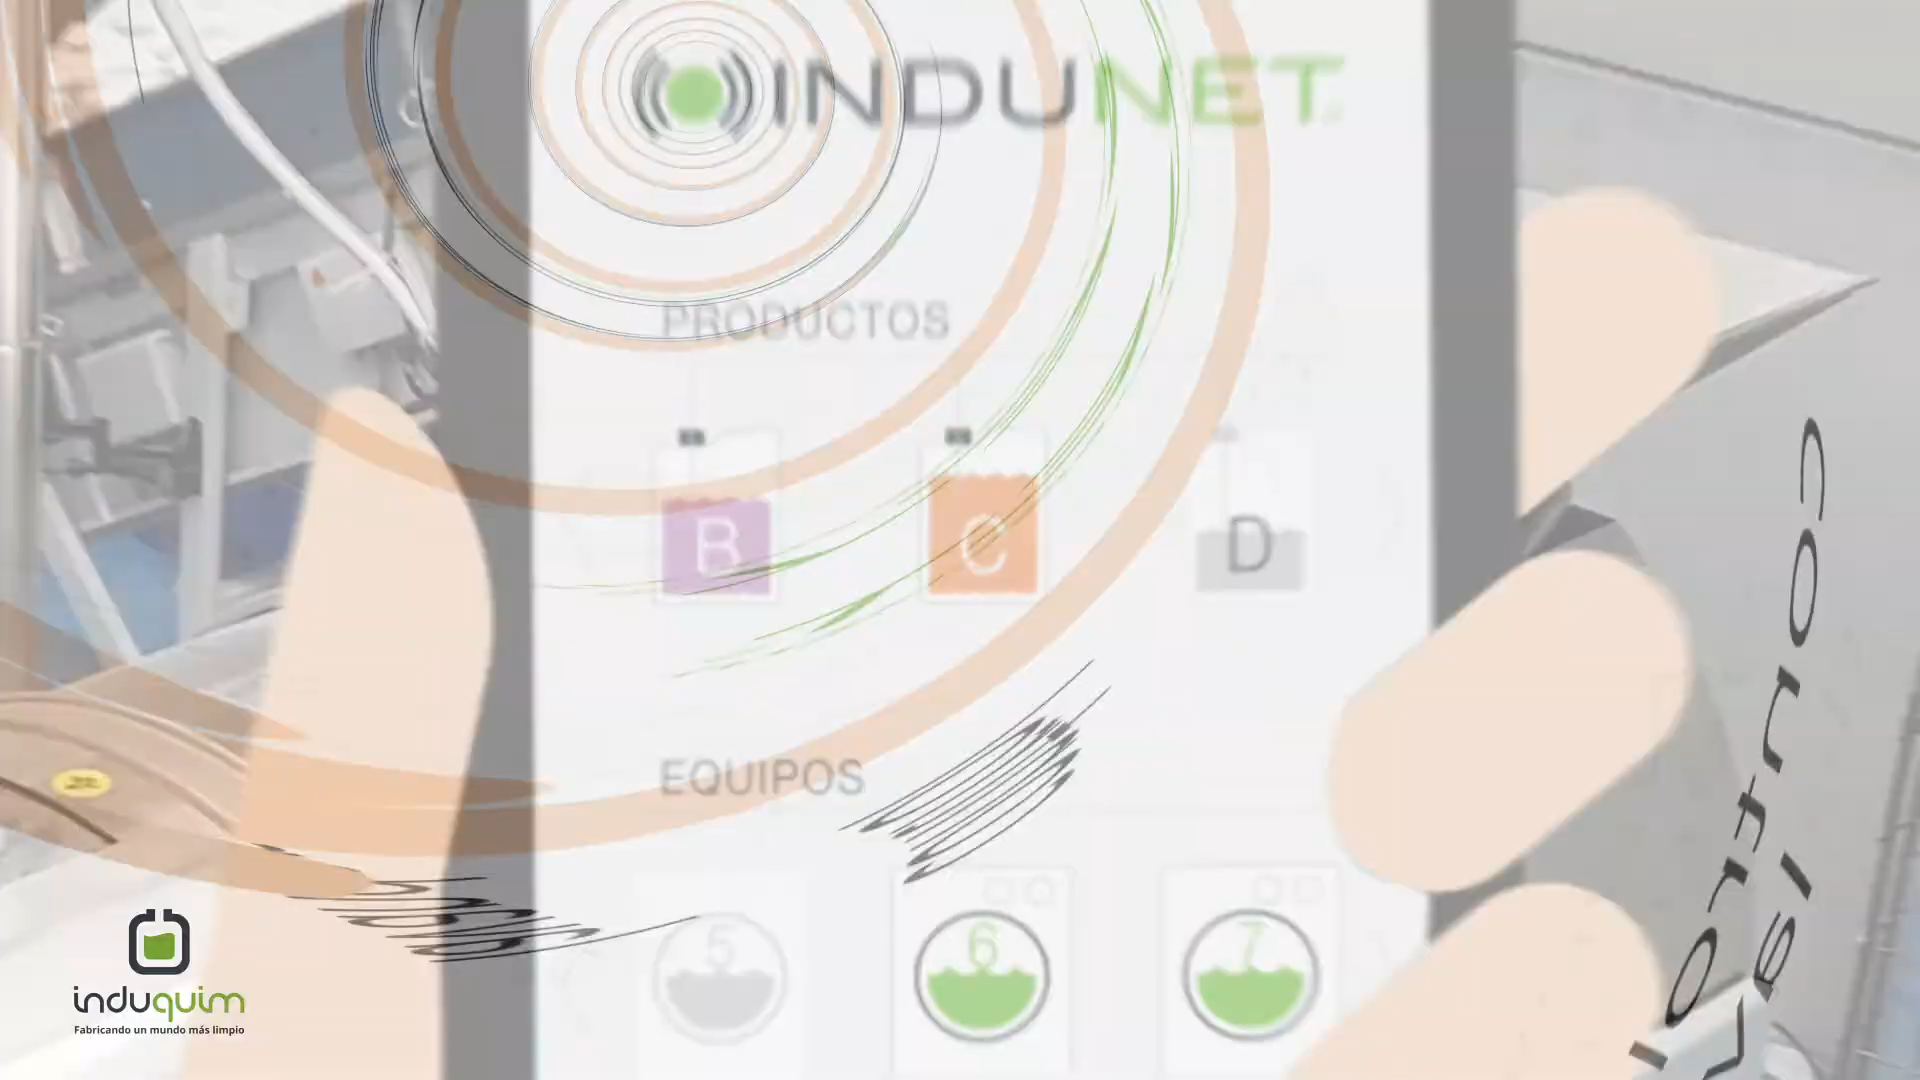 INDUNET
PRODUCTOS
B C D
EQUIPOS
5 6 7
induquim
Fabricando un mundo más limpio